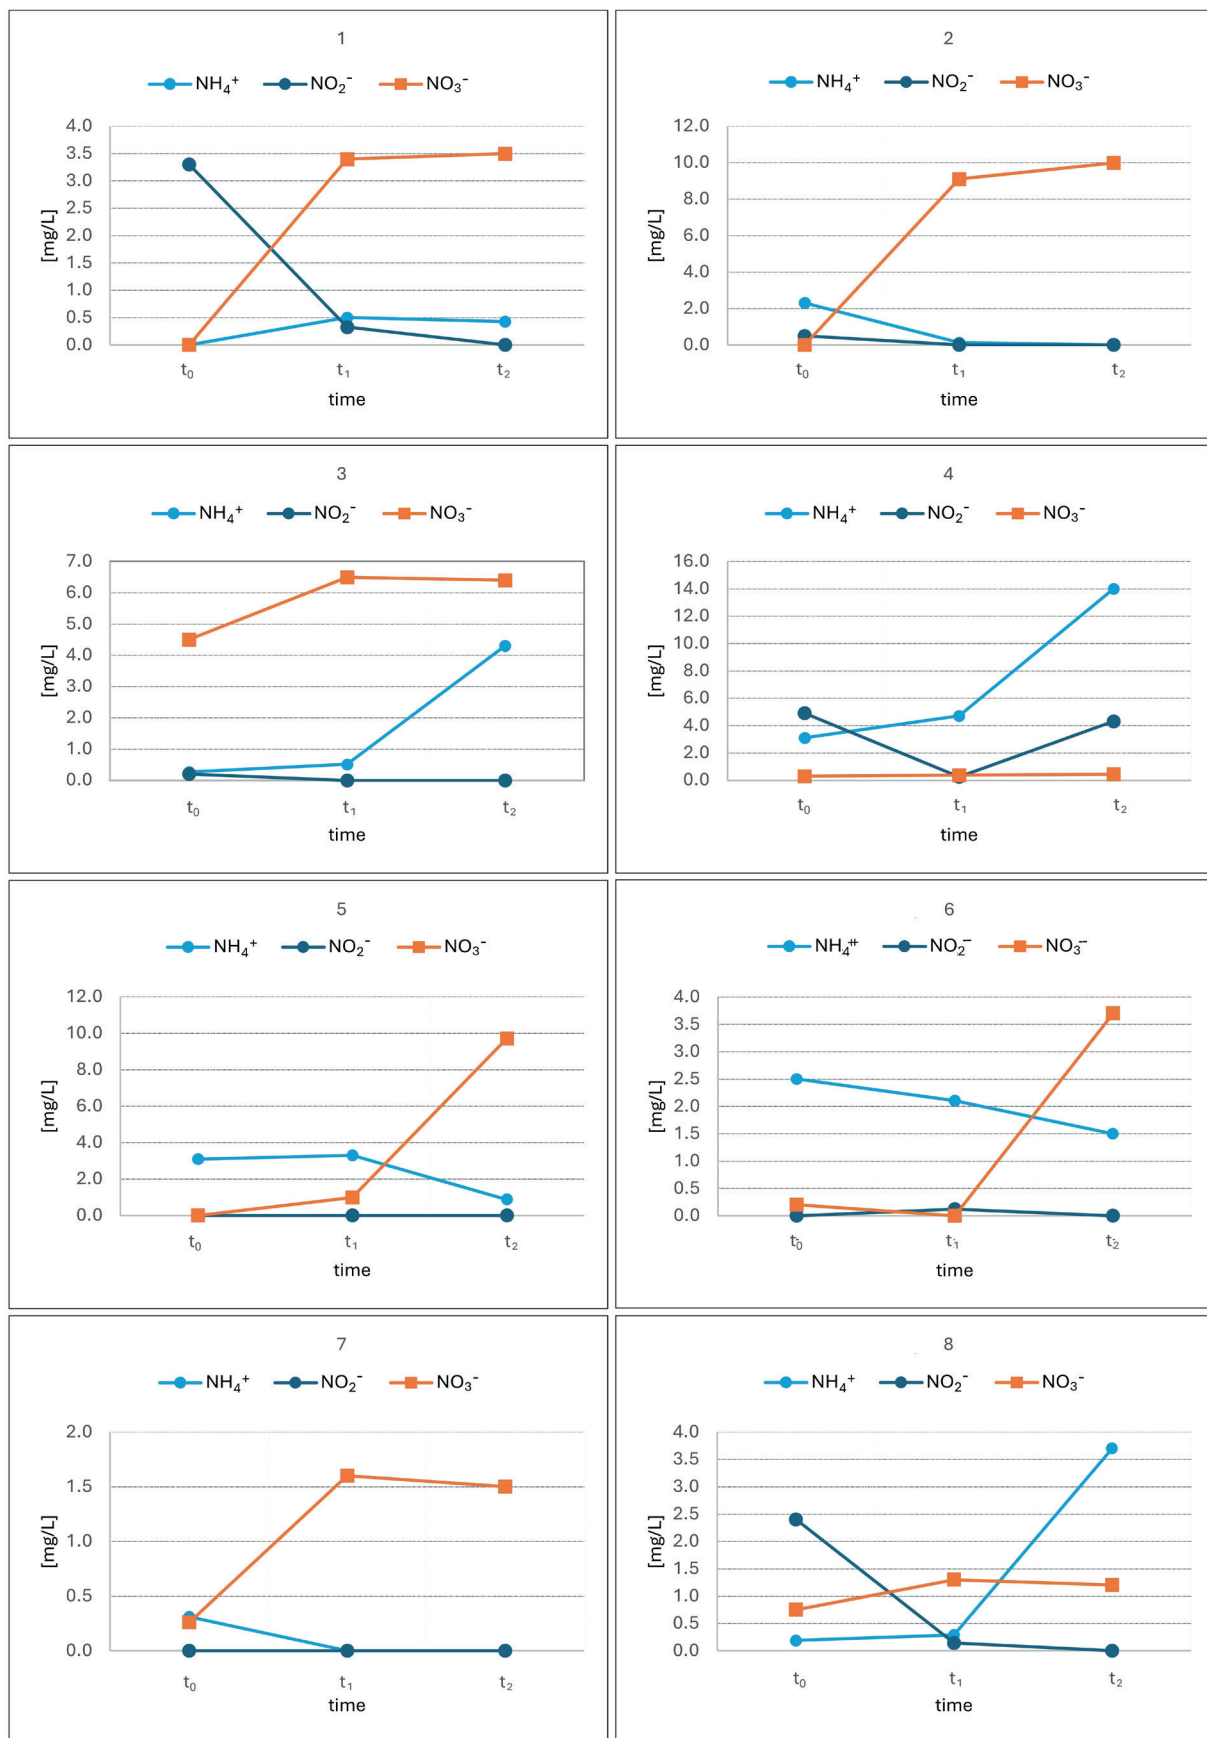 1
NH₄⁺ NO₂⁻ NO₃⁻
4.0
3.5
3.0
2.5
2.0
1.5
1.0
0.5
0.0
[mg/L]
t₀ t₁ t₂
time
2
NH₄⁺ NO₂⁻ NO₃⁻
12.0
10.0
8.0
6.0
4.0
2.0
0.0
[mg/L]
t₀ t₁ t₂
time
3
NH₄⁺ NO₂⁻ NO₃⁻
7.0
6.0
5.0
4.0
3.0
2.0
1.0
0.0
[mg/L]
t₀ t₁ t₂
time
4
NH₄⁺ NO₂⁻ NO₃⁻
16.0
14.0
12.0
10.0
8.0
6.0
4.0
2.0
0.0
[mg/L]
t₀ t₁ t₂
time
5
NH₄⁺ NO₂⁻ NO₃⁻
12.0
10.0
8.0
6.0
4.0
2.0
0.0
[mg/L]
t₀ t₁ t₂
time
6
NH₄⁺ NO₂⁻ NO₃⁻
4.0
3.5
3.0
2.5
2.0
1.5
1.0
0.5
0.0
[mg/L]
t₀ t₁ t₂
time
7
NH₄⁺ NO₂⁻ NO₃⁻
2.0
1.5
1.0
0.5
0.0
[mg/L]
t₀ t₁ t₂
time
8
NH₄⁺ NO₂⁻ NO₃⁻
4.0
3.5
3.0
2.5
2.0
1.5
1.0
0.5
0.0
[mg/L]
t₀ t₁ t₂
time